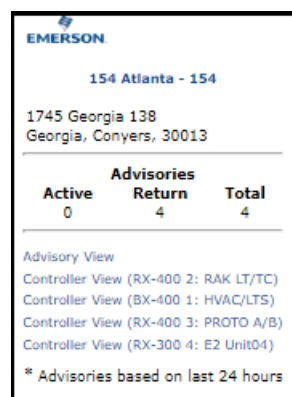 EMERSON
154 Atlanta - 154
1745 Georgia 138
Georgia, Conyers, 30013
Advisories
Active Return Total
0 4 4
Advisory View
Controller View (RX-400 2: RAK LT/TC)
Controller View (BX-400 1: HVAC/LTS)
Controller View (RX-400 3: PROTO A/B)
Controller View (RX-300 4: E2 Unit04)
* Advisories based on last 24 hours